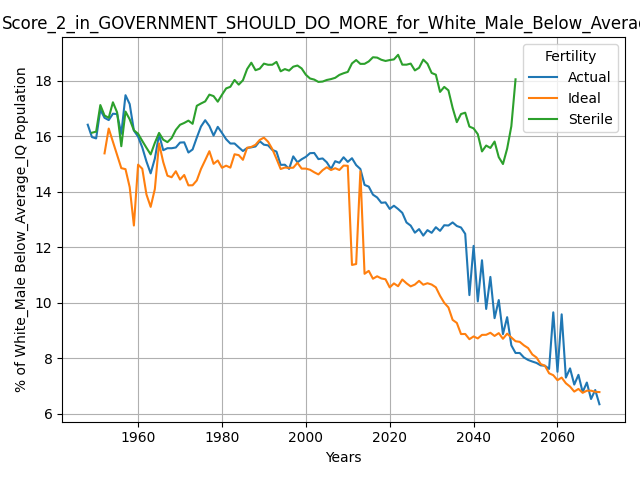 Score_2_in_GOVERNMENT_SHOULD_DO_MORE_for_White_Male_Below_Avera
Fertility
Actual
Ideal
Sterile
% of White_Male Below_Average_IQ Population
18
16
14
12
10
8
6
1960
1980
2000
2020
2040
2060
Years